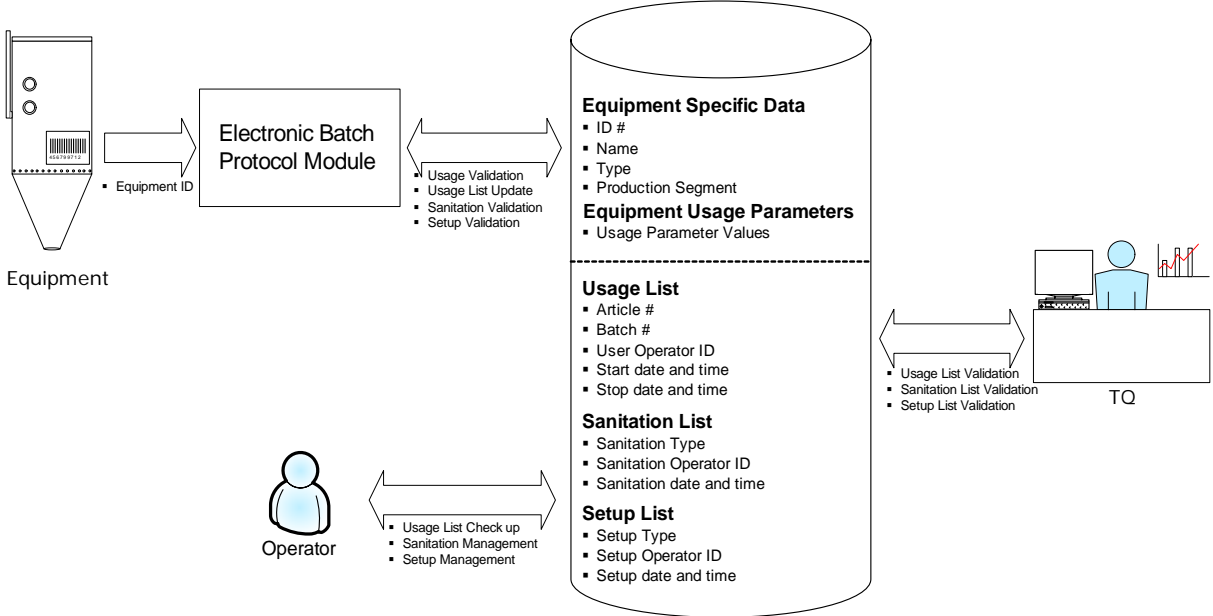 456799712
Equipment
▪ Equipment ID
Electronic Batch
Protocol Module
▪ Usage Validation
▪ Usage List Update
▪ Sanitation Validation
▪ Setup Validation
Equipment Specific Data
▪ ID #
▪ Name
▪ Type
▪ Production Segment
Equipment Usage Parameters
▪ Usage Parameter Values
Usage List
▪ Article #
▪ Batch #
▪ User Operator ID
▪ Start date and time
▪ Stop date and time
Sanitation List
▪ Sanitation Type
▪ Sanitation Operator ID
▪ Sanitation date and time
Setup List
▪ Setup Type
▪ Setup Operator ID
▪ Setup date and time
Operator
▪ Usage List Check up
▪ Sanitation Management
▪ Setup Management
▪ Usage List Validation
▪ Sanitation List Validation
▪ Setup List Validation
TQ